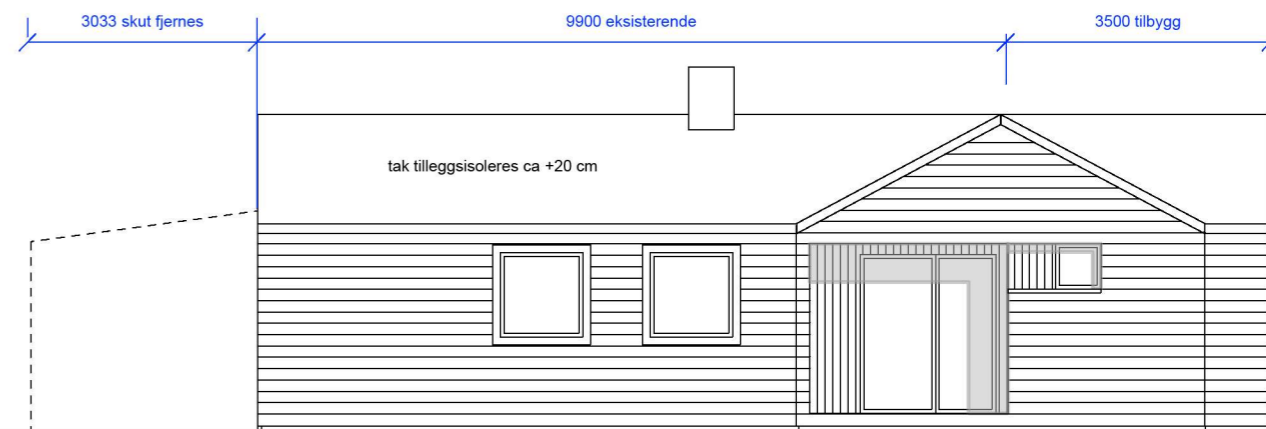 3033 skut fjernes
9900 eksisterende
3500 tilbygg
tak tilleggsisoleres ca +20 cm